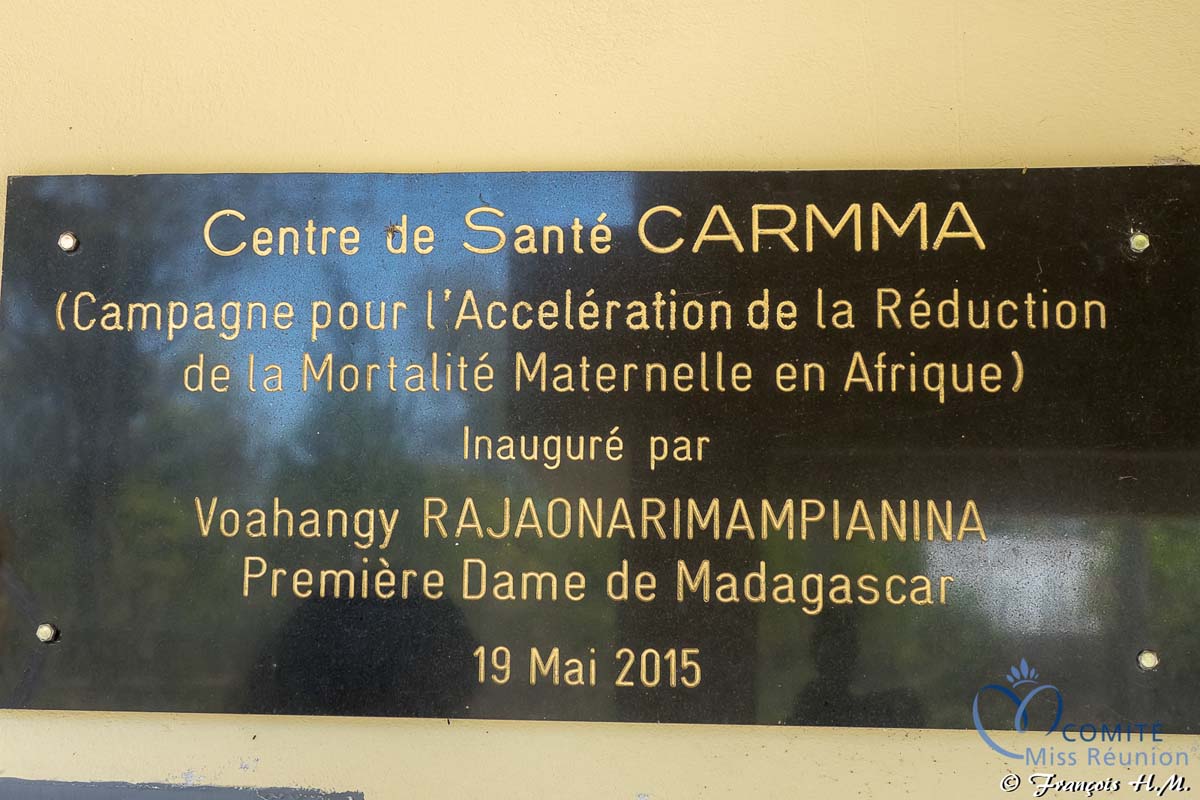 Centre de Santé CARMMA
(Campagne pour l'Accelération de la Réduction
de la Mortalité Maternelle en Afrique)
Inauguré par
Voahangy RAJAONARIMAMPIANINA
Première Dame de Madagascar
19 Mai 2015
COMITE
Miss Réunion
© François H.M.